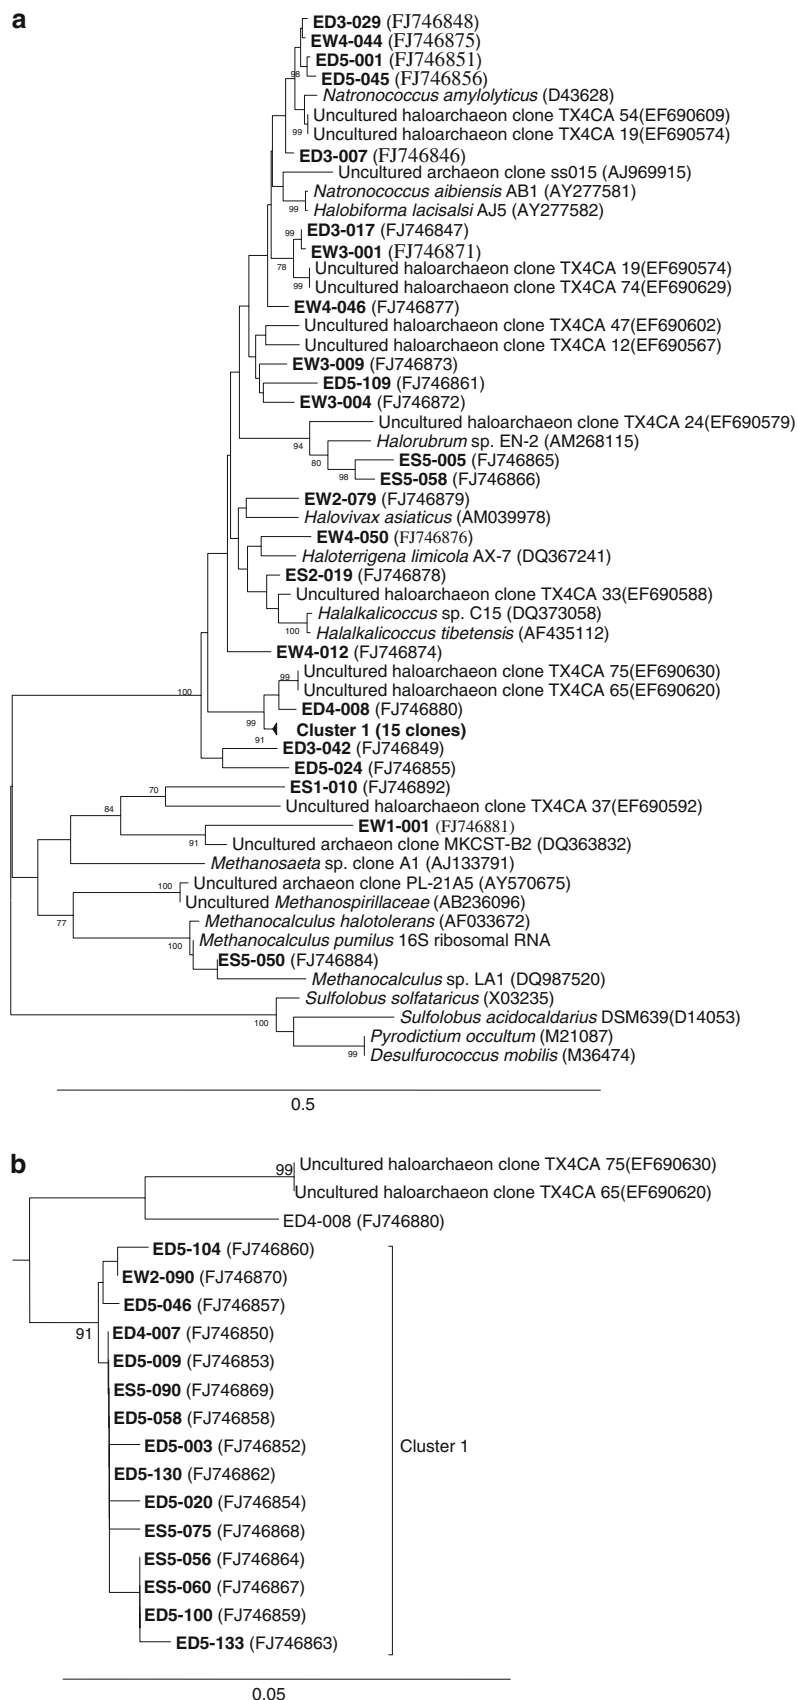 a
ED3-029 (FJ746848)
EW4-044 (FJ746875)
ED5-001 (FJ746851)
98
ED5-045 (FJ746856)
Natronococcus amylolyticus (D43628)
Uncultured haloarchaeon clone TX4CA 54(EF690609)
99
Uncultured haloarchaeon clone TX4CA 19(EF690574)
ED3-007 (FJ746846)
Uncultured archaeon clone ss015 (AJ969915)
Natronococcus aibiensis AB1 (AY277581)
99
Halobiforma lacisalsi AJ5 (AY277582)
99
ED3-017 (FJ746847)
EW3-001 (FJ746871)
78
Uncultured haloarchaeon clone TX4CA 19(EF690574)
99
Uncultured haloarchaeon clone TX4CA 74(EF690629)
EW4-046 (FJ746877)
Uncultured haloarchaeon clone TX4CA 47(EF690602)
Uncultured haloarchaeon clone TX4CA 12(EF690567)
EW3-009 (FJ746873)
ED5-109 (FJ746861)
EW3-004 (FJ746872)
Uncultured haloarchaeon clone TX4CA 24(EF690579)
94
Halorubrum sp. EN-2 (AM268115)
80
ES5-005 (FJ746865)
98
ES5-058 (FJ746866)
EW2-079 (FJ746879)
Halovivax asiaticus (AM039978)
EW4-050 (FJ746876)
Haloterrigena limicola AX-7 (DQ367241)
ES2-019 (FJ746878)
Uncultured haloarchaeon clone TX4CA 33(EF690588)
Halalkalicoccus sp. C15 (DQ373058)
100
Halalkalicoccus tibetensis (AF435112)
EW4-012 (FJ746874)
99
Uncultured haloarchaeon clone TX4CA 75(EF690630)
100
Uncultured haloarchaeon clone TX4CA 65(EF690620)
ED4-008 (FJ746880)
99
Cluster 1 (15 clones)
91
ED3-042 (FJ746849)
ED5-024 (FJ746855)
70
ES1-010 (FJ746892)
84
Uncultured haloarchaeon clone TX4CA 37(EF690592)
EW1-001 (FJ746881)
91
Uncultured archaeon clone MKCST-B2 (DQ363832)
Methanosaeta sp. clone A1 (AJ133791)
100
Uncultured archaeon clone PL-21A5 (AY570675)
Uncultured Methanospirillaceae (AB236096)
77
Methanocalculus halotolerans (AF033672)
100
Methanocalculus pumilus 16S ribosomal RNA
ES5-050 (FJ746884)
Methanocalculus sp. LA1 (DQ987520)
Sulfolobus solfataricus (X03235)
100
Sulfolobus acidocaldarius DSM639(D14053)
Pyrodictium occultum (M21087)
99
Desulfurococcus mobilis (M36474)
0.5
b
99
Uncultured haloarchaeon clone TX4CA 75(EF690630)
Uncultured haloarchaeon clone TX4CA 65(EF690620)
ED4-008 (FJ746880)
ED5-104 (FJ746860)
EW2-090 (FJ746870)
ED5-046 (FJ746857)
91
ED4-007 (FJ746850)
ED5-009 (FJ746853)
ES5-090 (FJ746869)
ED5-058 (FJ746858)
ED5-003 (FJ746852)
Cluster 1
ED5-130 (FJ746862)
ED5-020 (FJ746854)
ES5-075 (FJ746868)
ES5-056 (FJ746864)
ES5-060 (FJ746867)
ED5-100 (FJ746859)
ED5-133 (FJ746863)
0.05